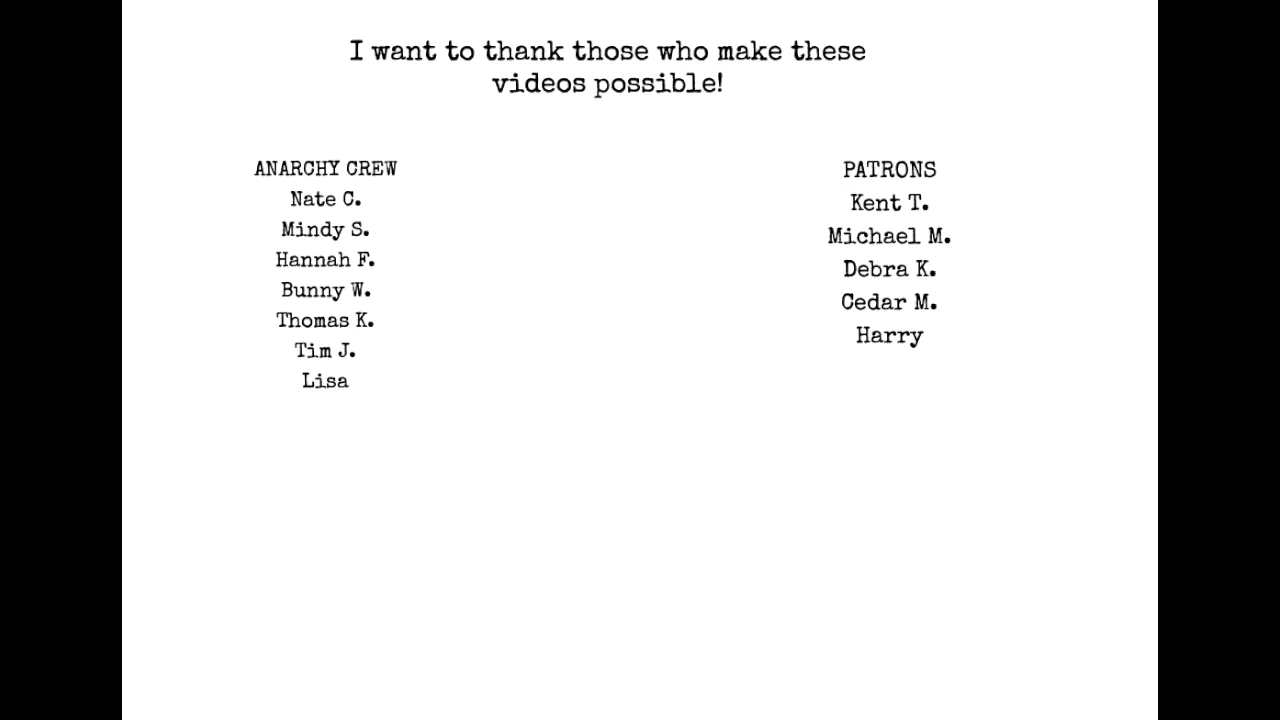 I want to thank those who make these
videos possible!
ANARCHY CREW
Nate C.
Mindy S.
Hannah F.
Bunny W.
Thomas K.
Tim J.
Lisa
PATRONS
Kent T.
Michael M.
Debra K.
Cedar M.
Harry